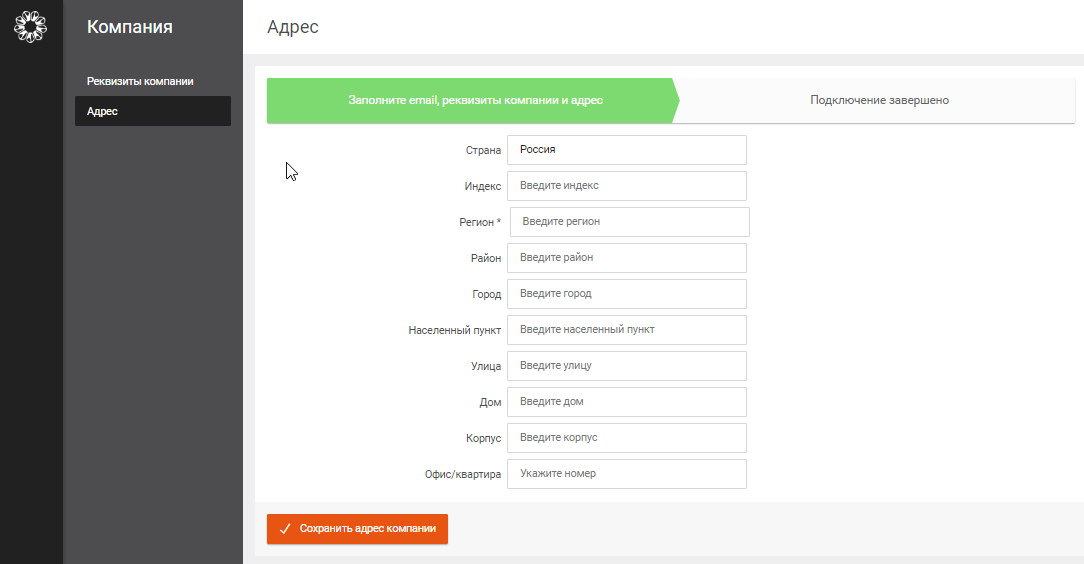 Компания
Адрес
Реквизиты компании
Адрес
Заполните email, реквизиты компании и адрес
Подключение завершено
Страна Россия
Индекс Введите индекс
Регион * Введите регион
Район Введите район
Город Введите город
Населенный пункт Введите населенный пункт
Улица Введите улицу
Дом Введите дом
Корпус Введите корпус
Офис/квартира Укажите номер
Сохранить адрес компании